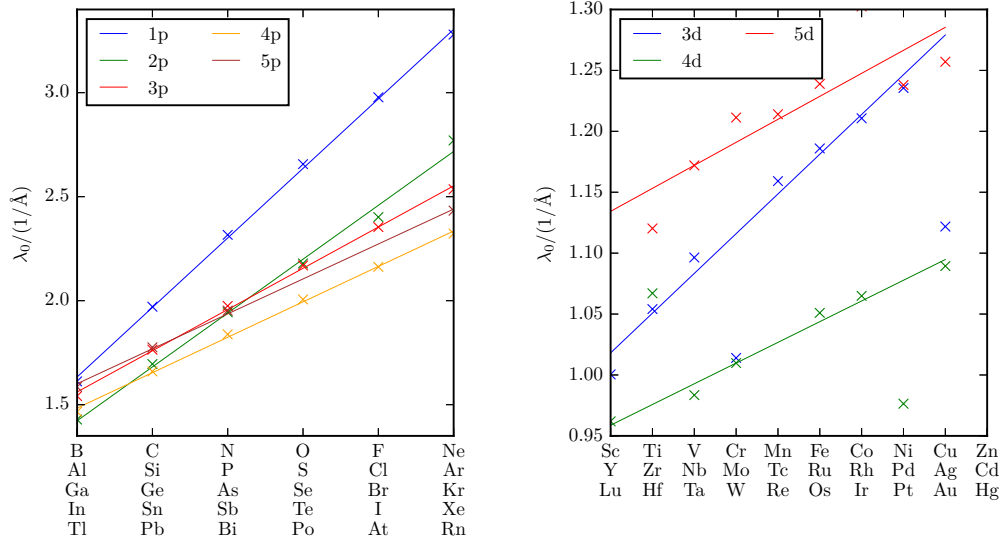 1p 4p
2p 5p
3p
3.0
2.5
2.0
1.5
λ0/(1/Å)
B C N O F Ne
Al Si P S Cl Ar
Ga Ge As Se Br Kr
In Sn Sb Te I Xe
Tl Pb Bi Po At Rn
3d 5d
4d
1.30
1.25
1.20
1.15
1.10
1.05
1.00
0.95
λ0/(1/Å)
Sc Ti V Cr Mn Fe Co Ni Cu Zn
Y Zr Nb Mo Tc Ru Rh Pd Ag Cd
Lu Hf Ta W Re Os Ir Pt Au Hg